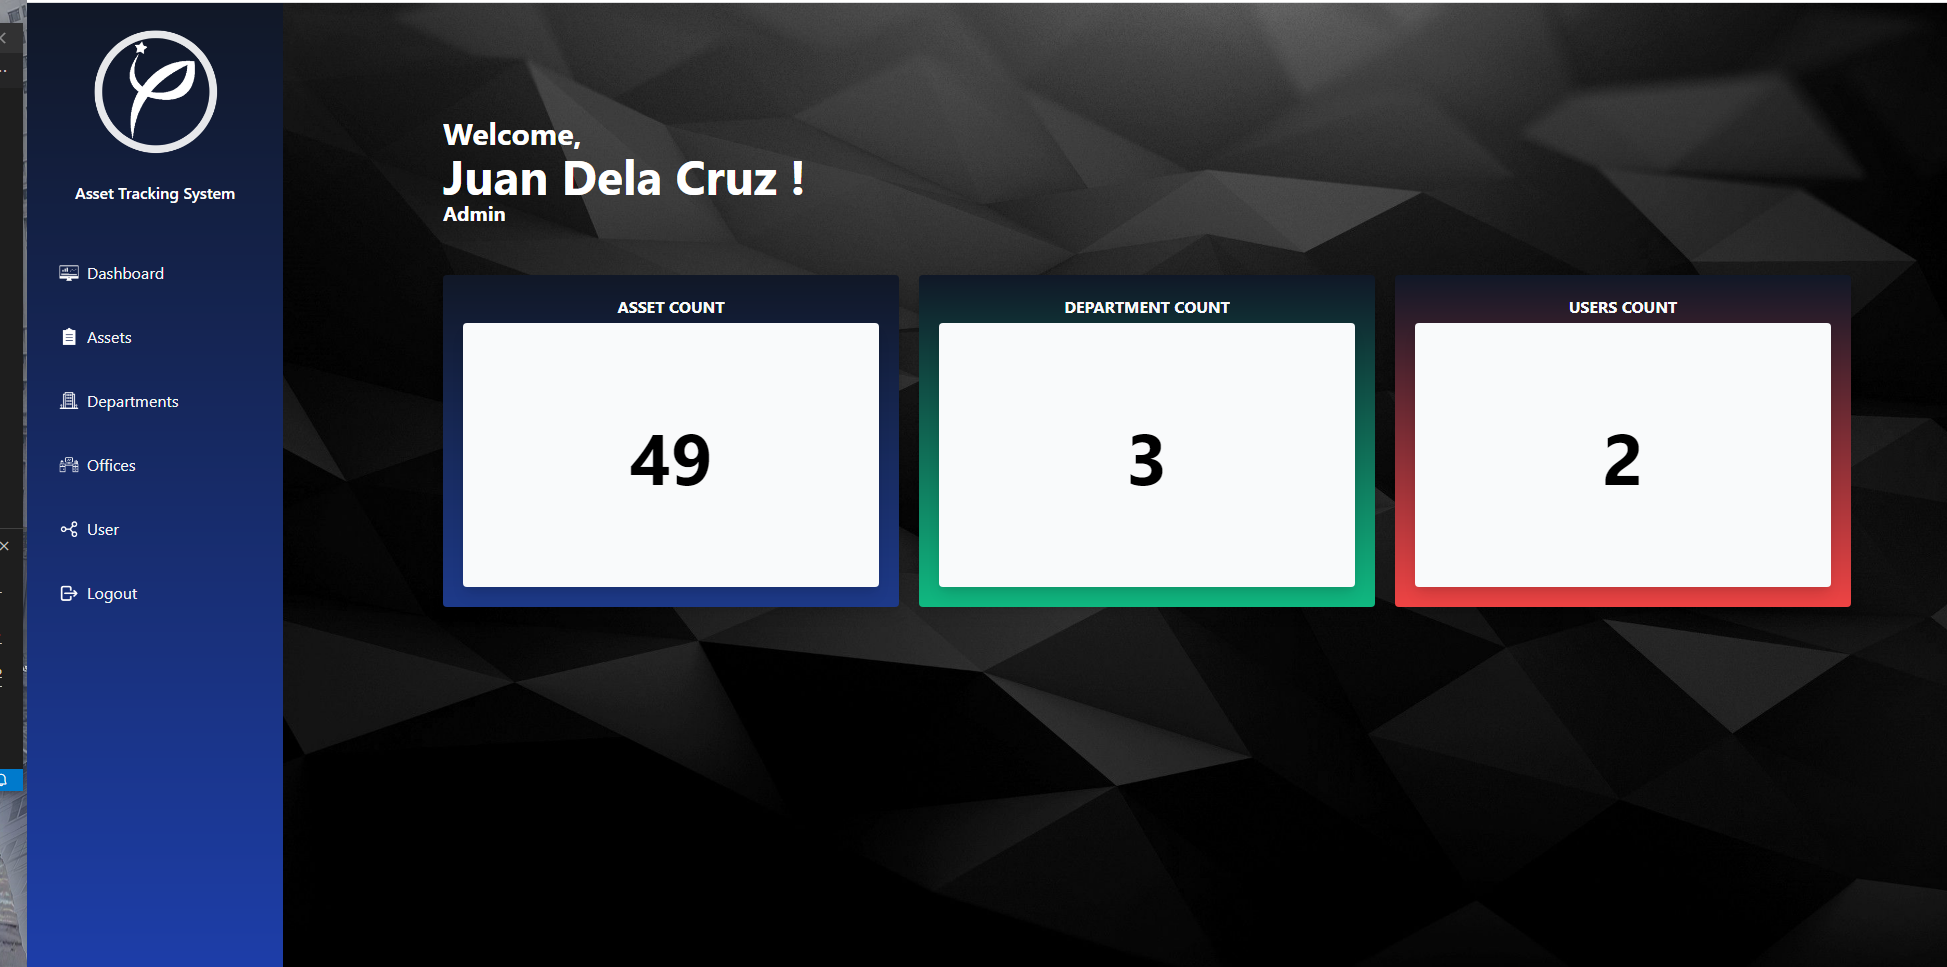 Asset Tracking System
Dashboard
Assets
Departments
Offices
User
Logout
Welcome,
Juan Dela Cruz !
Admin
ASSET COUNT
49
DEPARTMENT COUNT
3
USERS COUNT
2